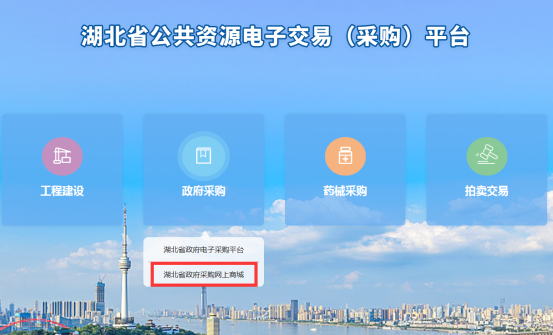 湖北省公共资源电子交易（采购）平台
工程建设
政府采购
药械采购
拍卖交易
湖北省政府电子采购平台
湖北省政府采购网上商城